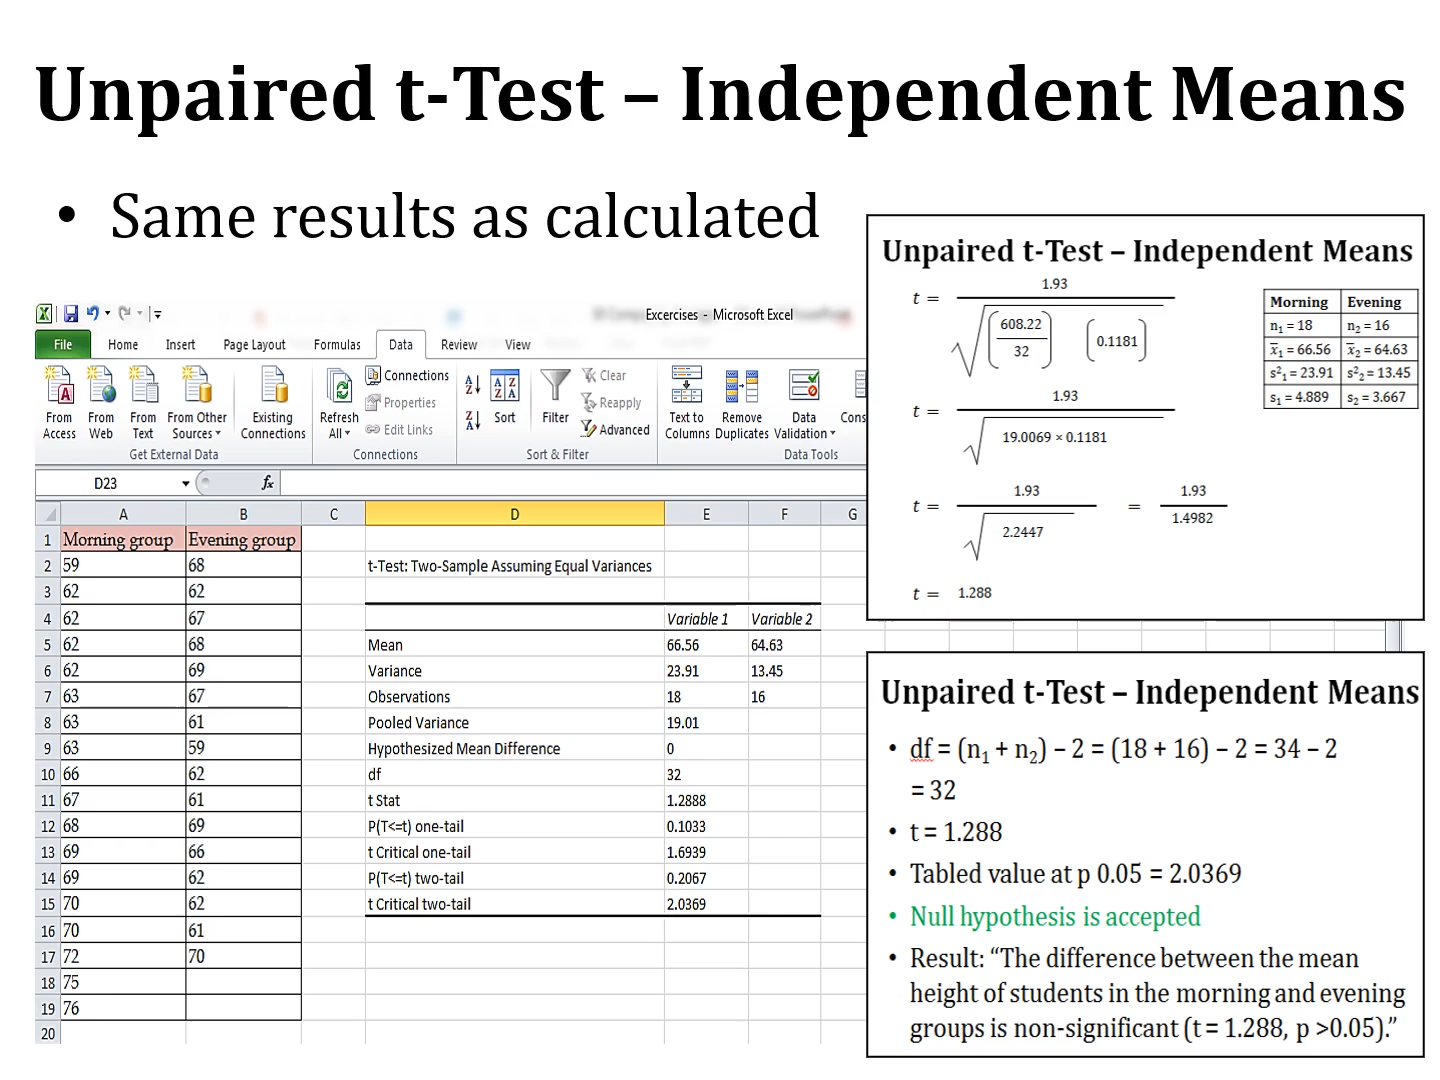 Unpaired t-Test – Independent Means
• Same results as calculated
Excercises – Microsoft Excel
File Home Insert Page Layout Formulas Data Review View
From Access From Web From Text From Other Sources Existing Connections
Get External Data
Refresh All Connections Properties Edit Links
Connections
Sort Filter Clear Reapply Advanced
Sort & Filter
Text to Columns Remove Duplicates Data Validation Cons
Data Tools
D23 fx
A B C D E F G
1 Morning group Evening group
2 59 68 t-Test: Two-Sample Assuming Equal Variances
3 62 62
4 62 67 Variable 1 Variable 2
5 62 68 Mean 66.56 64.63
6 62 69 Variance 23.91 13.45
7 63 67 Observations 18 16
8 63 61 Pooled Variance 19.01
9 63 59 Hypothesized Mean Difference 0
10 66 62 df 32
11 67 61 t Stat 1.2888
12 68 69 P(T<=t) one-tail 0.1033
13 69 66 t Critical one-tail 1.6939
14 69 62 P(T<=t) two-tail 0.2067
15 70 62 t Critical two-tail 2.0369
16 70 61
17 72 70
18 75
19 76
20
Unpaired t-Test – Independent Means
t = 1.93
608.22
32
0.1181
t = 1.93
19.0069 × 0.1181
t = 1.93 = 1.93
2.2447 1.4982
t = 1.288
Morning Evening
n1 = 18 n2 = 16
x̅1 = 66.56 x̅2 = 64.63
s²1 = 23.91 s²2 = 13.45
s1 = 4.889 s2 = 3.667
Unpaired t-Test – Independent Means
• df = (n1 + n2) – 2 = (18 + 16) – 2 = 34 – 2
= 32
• t = 1.288
• Tabled value at p 0.05 = 2.0369
• Null hypothesis is accepted
• Result: “The difference between the mean
height of students in the morning and evening
groups is non-significant (t = 1.288, p >0.05).”